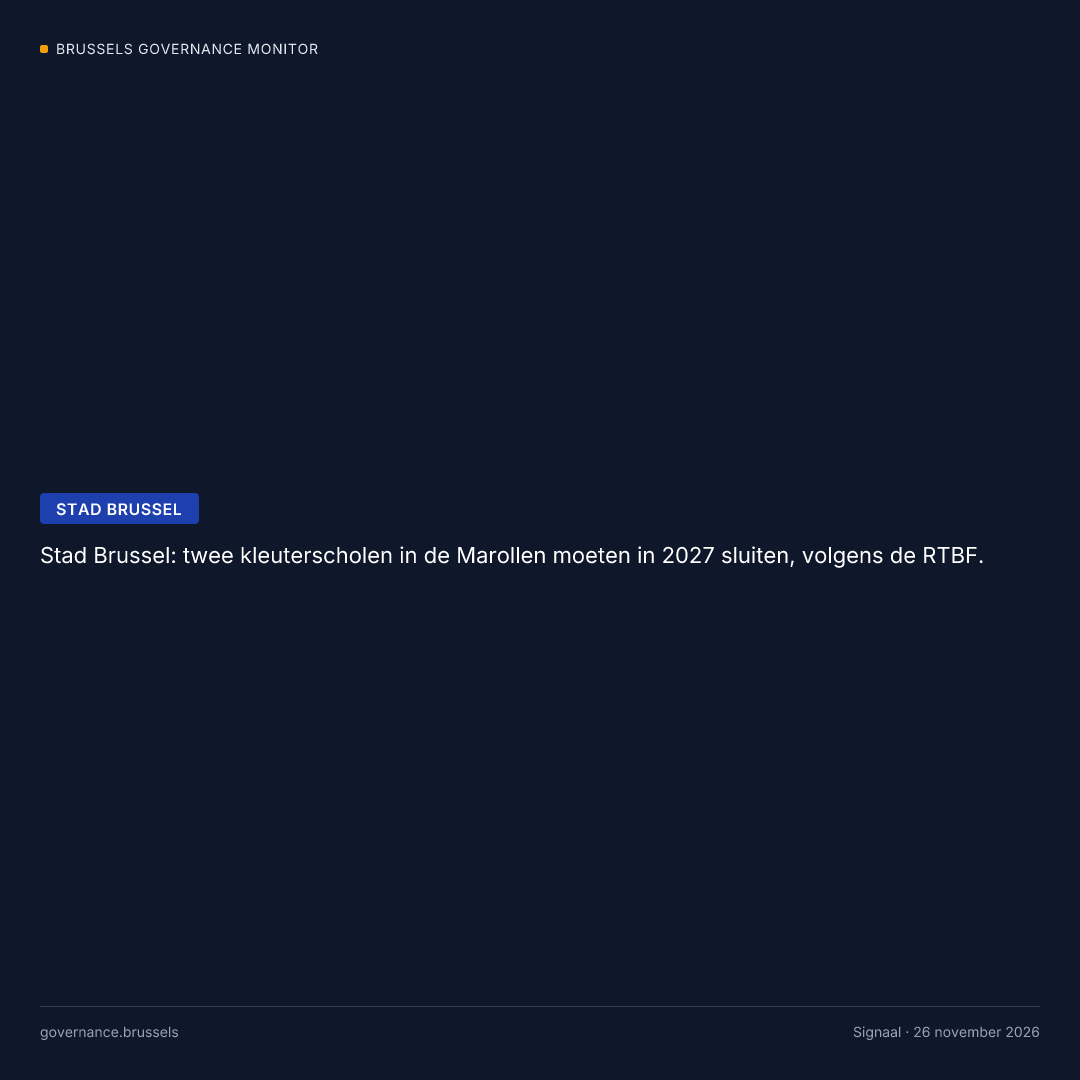 BRUSSELS GOVERNANCE MONITOR
STAD BRUSSEL
Stad Brussel: twee kleuterscholen in de Marollen moeten in 2027 sluiten, volgens de RTBF.
governance.brussels
Signaal · 26 november 2026